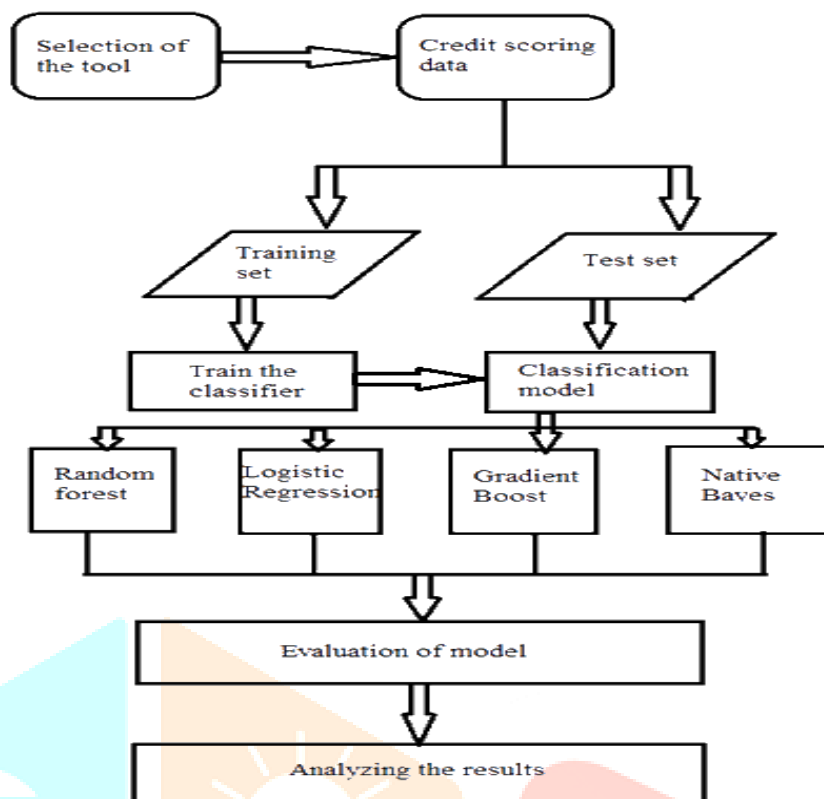 Selection of
the tool
Credit scoring
data
Training
set
Test set
Train the
classifier
Classification
model
Random
forest
Logistic
Regression
Gradient
Boost
Native
Baves
Evaluation of model
Analyzing the results